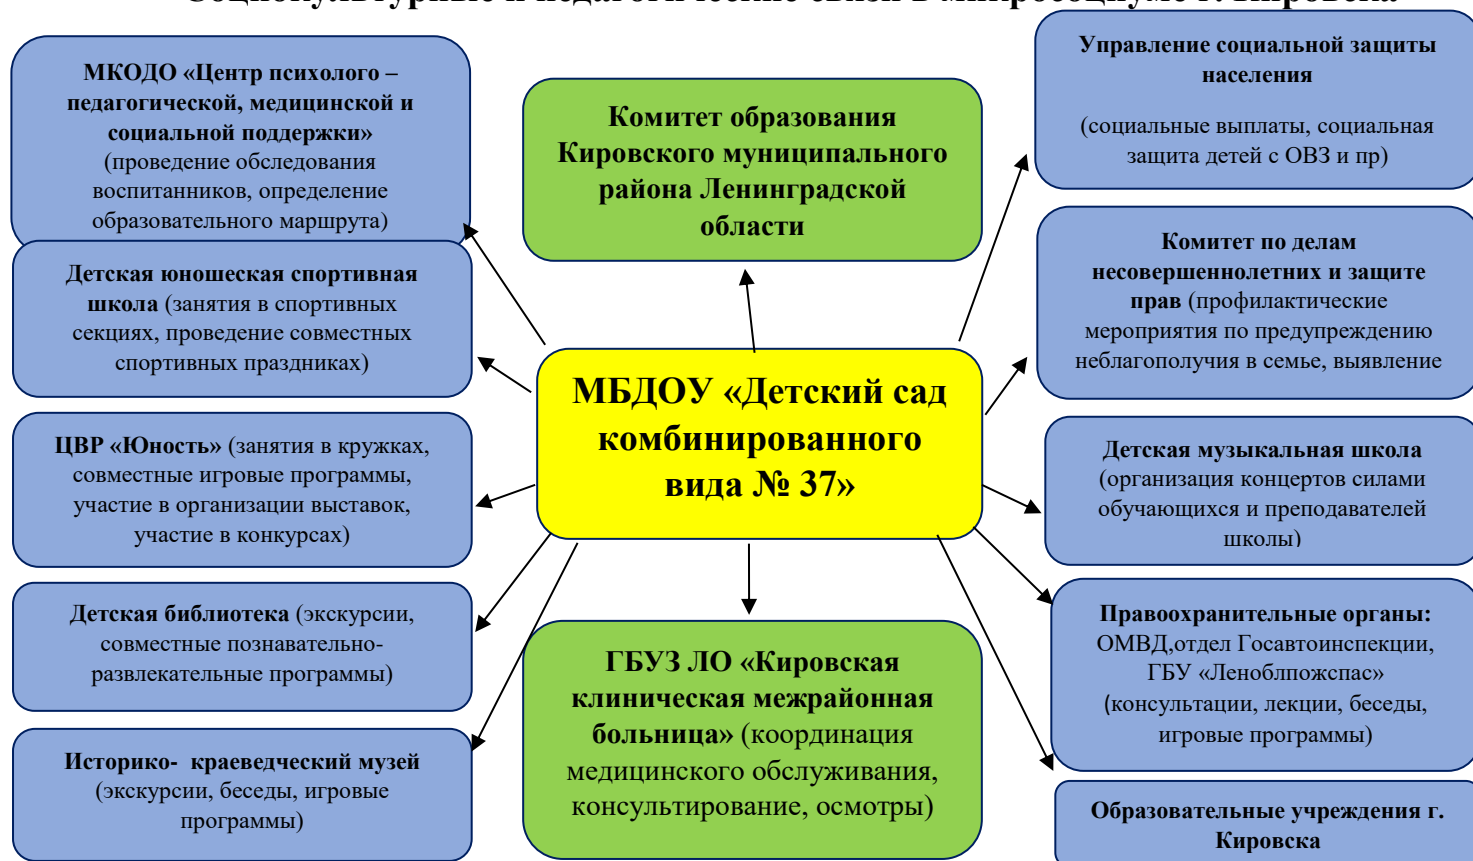 Социокультурные и педагогические связи в микросоциуме г. Кировска
МКОДО «Центр психолого –
педагогической, медицинской и
социальной поддержки»
(проведение обследования
воспитанников, определение
образовательного маршрута)
Детская юношеская спортивная
школа (занятия в спортивных
секциях, проведение совместных
спортивных праздниках)
ЦВР «Юность» (занятия в кружках,
совместные игровые программы,
участие в организации выставок,
участие в конкурсах)
Детская библиотека (экскурсии,
совместные познавательно-
развлекательные программы)
Историко- краеведческий музей
(экскурсии, беседы, игровые
программы)
Комитет образования
Кировского муниципального
района Ленинградской
области
МБДОУ «Детский сад
комбинированного
вида № 37»
ГБУЗ ЛО «Кировская
клиническая межрайонная
больница» (координация
медицинского обслуживания,
консультирование, осмотры)
Управление социальной защиты
населения
(социальные выплаты, социальная
защита детей с ОВЗ и пр)
Комитет по делам
несовершеннолетних и защите
прав (профилактические
мероприятия по предупреждению
неблагополучия в семье, выявление
Детская музыкальная школа
(организация концертов силами
обучающихся и преподавателей
школы)
Правоохранительные органы:
ОМВД,отдел Госавтоинспекции,
ГБУ «Леноблпожспас»
(консультации, лекции, беседы,
игровые программы)
Образовательные учреждения г.
Кировска